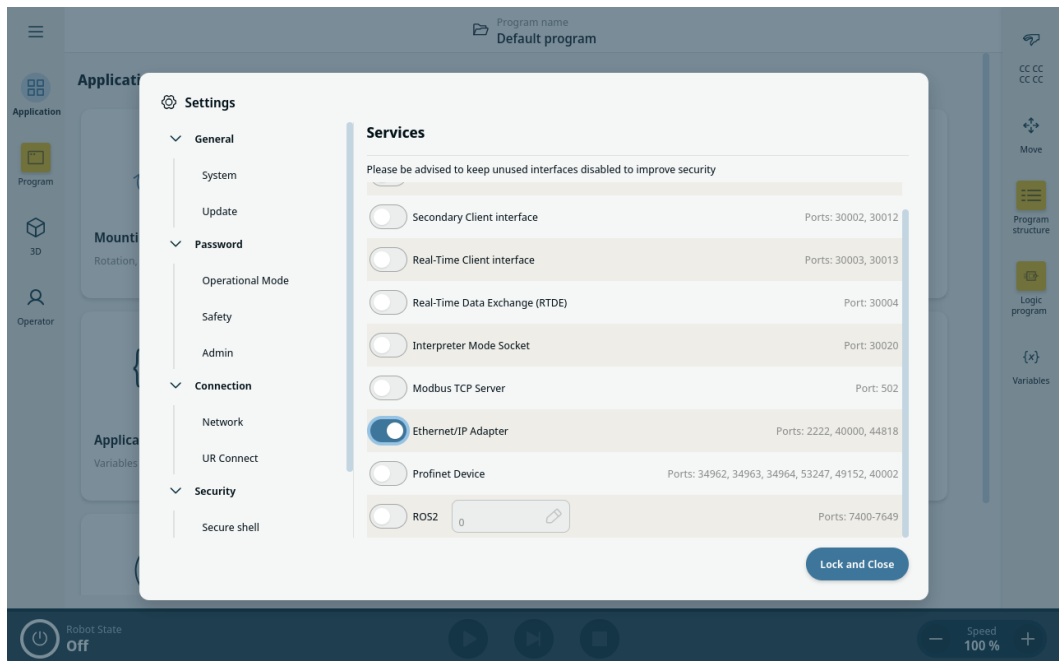 Program name
Default program
Applicati
Application
Program
3D
Operator
Mounti
Rotation,
Applica
Variables
Settings
General
System
Update
Password
Operational Mode
Safety
Admin
Connection
Network
UR Connect
Security
Secure shell
Services
Please be advised to keep unused interfaces disabled to improve security
Secondary Client interface Ports: 30002, 30012
Real-Time Client interface Ports: 30003, 30013
Real-Time Data Exchange (RTDE) Port: 30004
Interpreter Mode Socket Port: 30020
Modbus TCP Server Port: 502
Ethernet/IP Adapter Ports: 2222, 40000, 44818
Profinet Device Ports: 34962, 34963, 34964, 53247, 49152, 40002
ROS2 0 Ports: 7400-7649
Lock and Close
CC CC
CC CC
Move
Program
structure
Logic
program
{x}
Variables
Robot State
Off
Speed
100 %